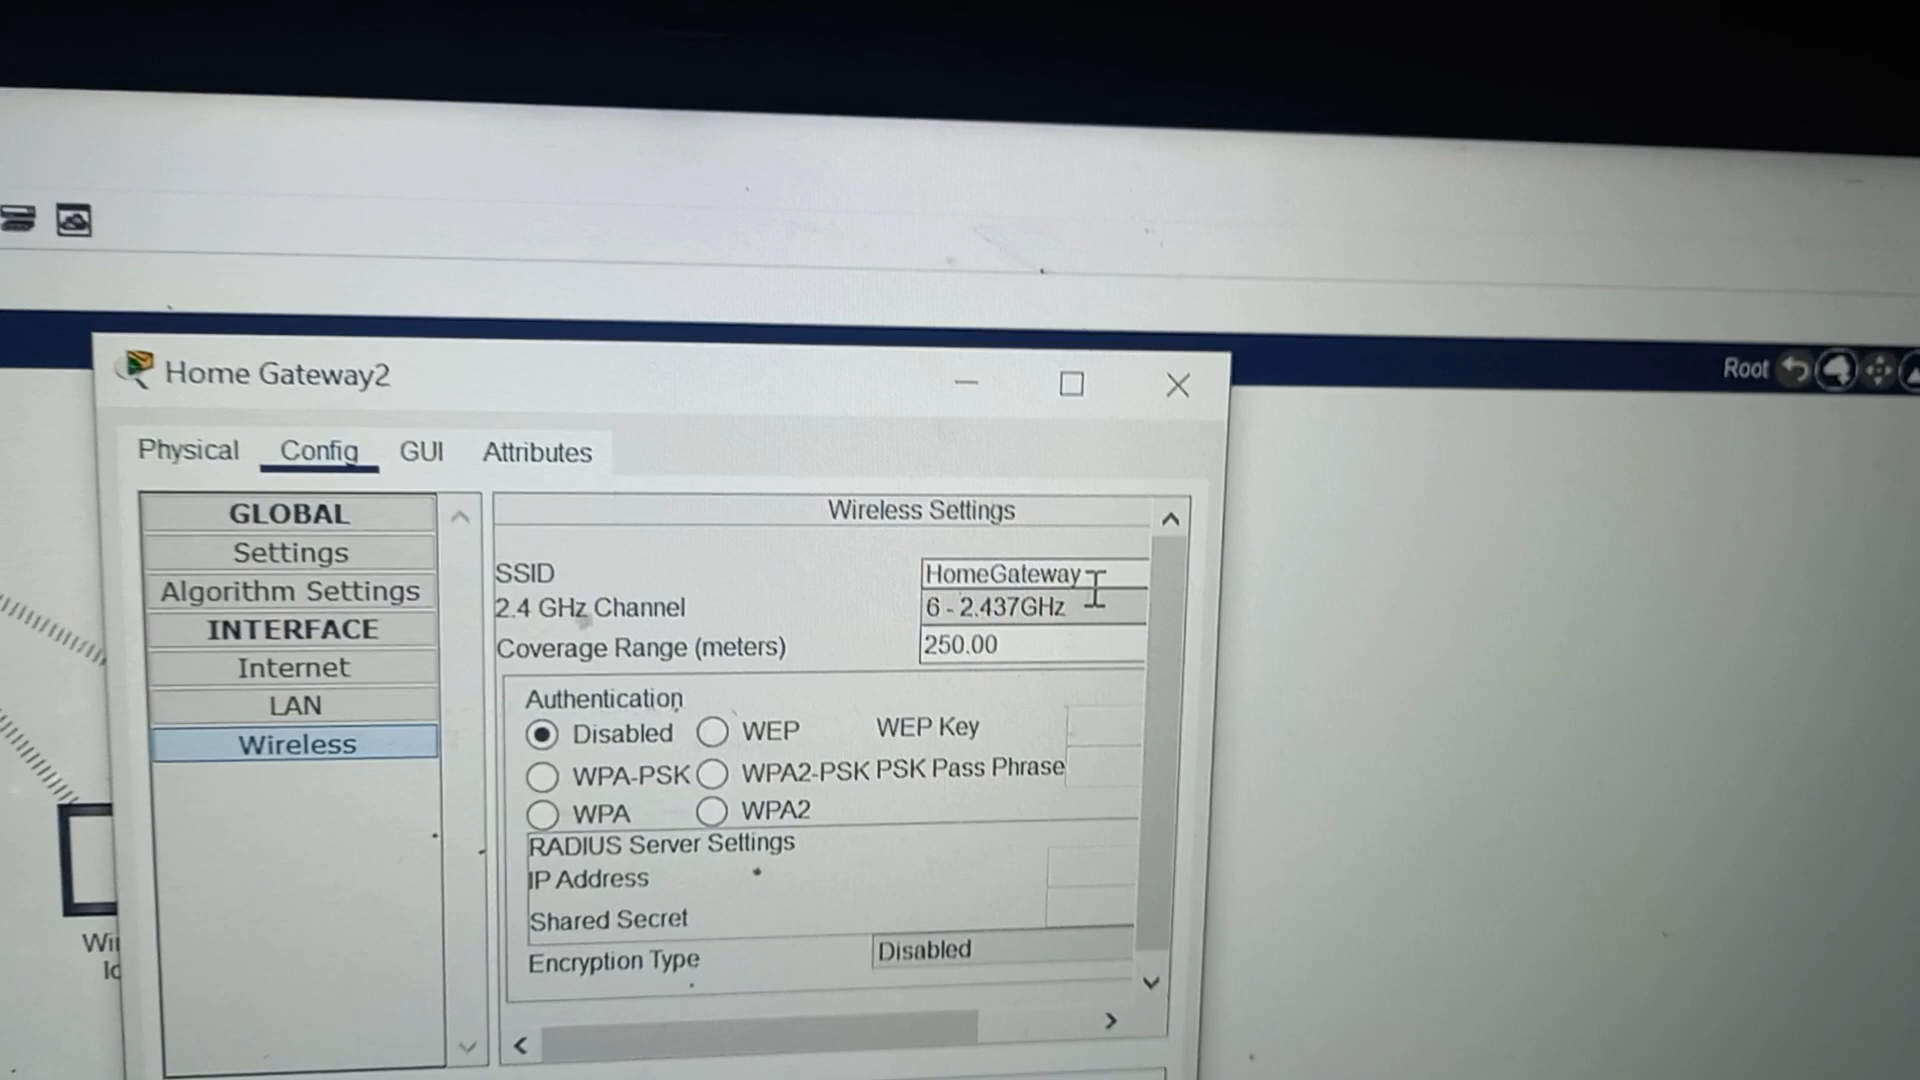 Root
Home Gateway2
Physical Config GUI Attributes
GLOBAL
Settings
Algorithm Settings
INTERFACE
Internet
LAN
Wireless
Wireless Settings
SSID HomeGateway
2.4 GHz Channel 6 - 2.437GHz
Coverage Range (meters) 250.00
Authentication
Disabled WEP WEP Key
WPA-PSK WPA2-PSK PSK Pass Phrase
WPA WPA2
RADIUS Server Settings
IP Address
Shared Secret
Encryption Type Disabled